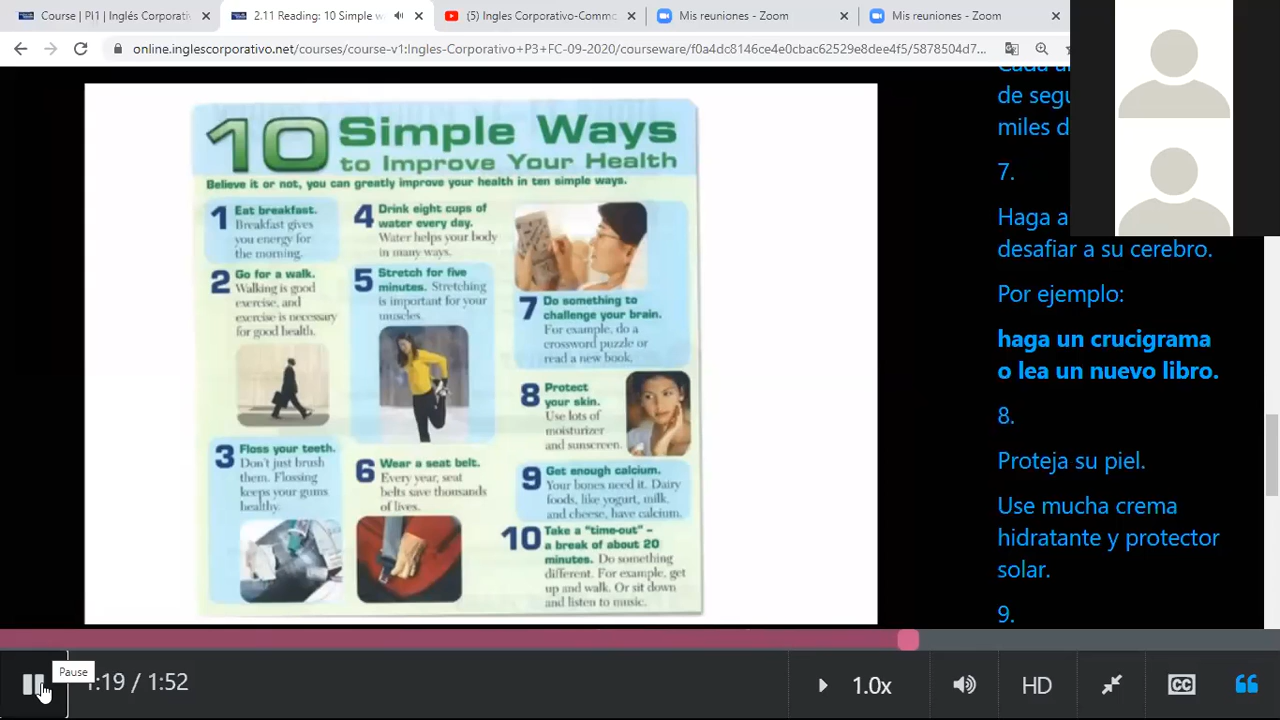 Course | Pi1 | Inglés Corporati
2.11 Reading: 10 Simple w
(5) Ingles Corporativo-Commo
Mis reuniones - Zoom
Mis reuniones - Zoom
online.inglescorporativo.net/courses/course-v1:Ingles-Corporativo+P3+FC-09-2020/courseware/f0a4dc8146ce4e0cbac62529e8dee4f5/5878504d7...
10 Simple Ways
to Improve Your Health
Believe it or not, you can greatly improve your health in ten simple ways.
1 Eat breakfast.
Breakfast gives
you energy for
the morning.
2 Go for a walk.
Walking is good
exercise, and
exercise is necessary
for good health.
3 Floss your teeth.
Don't just brush
them. Flossing
keeps your gums
healthy.
4 Drink eight cups of
water every day.
Water helps your body
in many ways.
5 Stretch for five
minutes. Stretching
is important for your
muscles.
6 Wear a seat belt.
Every year, seat
belts save thousands
of lives.
7 Do something to
challenge your brain.
For example, do a
crossword puzzle or
read a new book.
8 Protect
your skin.
Use lots of
moisturizer
and sunscreen.
9 Get enough calcium.
Your bones need it. Dairy
foods, like yogurt, milk,
and cheese, have calcium.
10 Take a "time-out" –
a break of about 20
minutes. Do something
different. For example, get
up and walk. Or sit down
and listen to music.
de segu
miles d
7.
Haga a
desafiar a su cerebro.
Por ejemplo:
haga un crucigrama
o lea un nuevo libro.
8.
Proteja su piel.
Use mucha crema
hidratante y protector
solar.
9.
Pause
1:19 / 1:52
1.0x
HD
CC